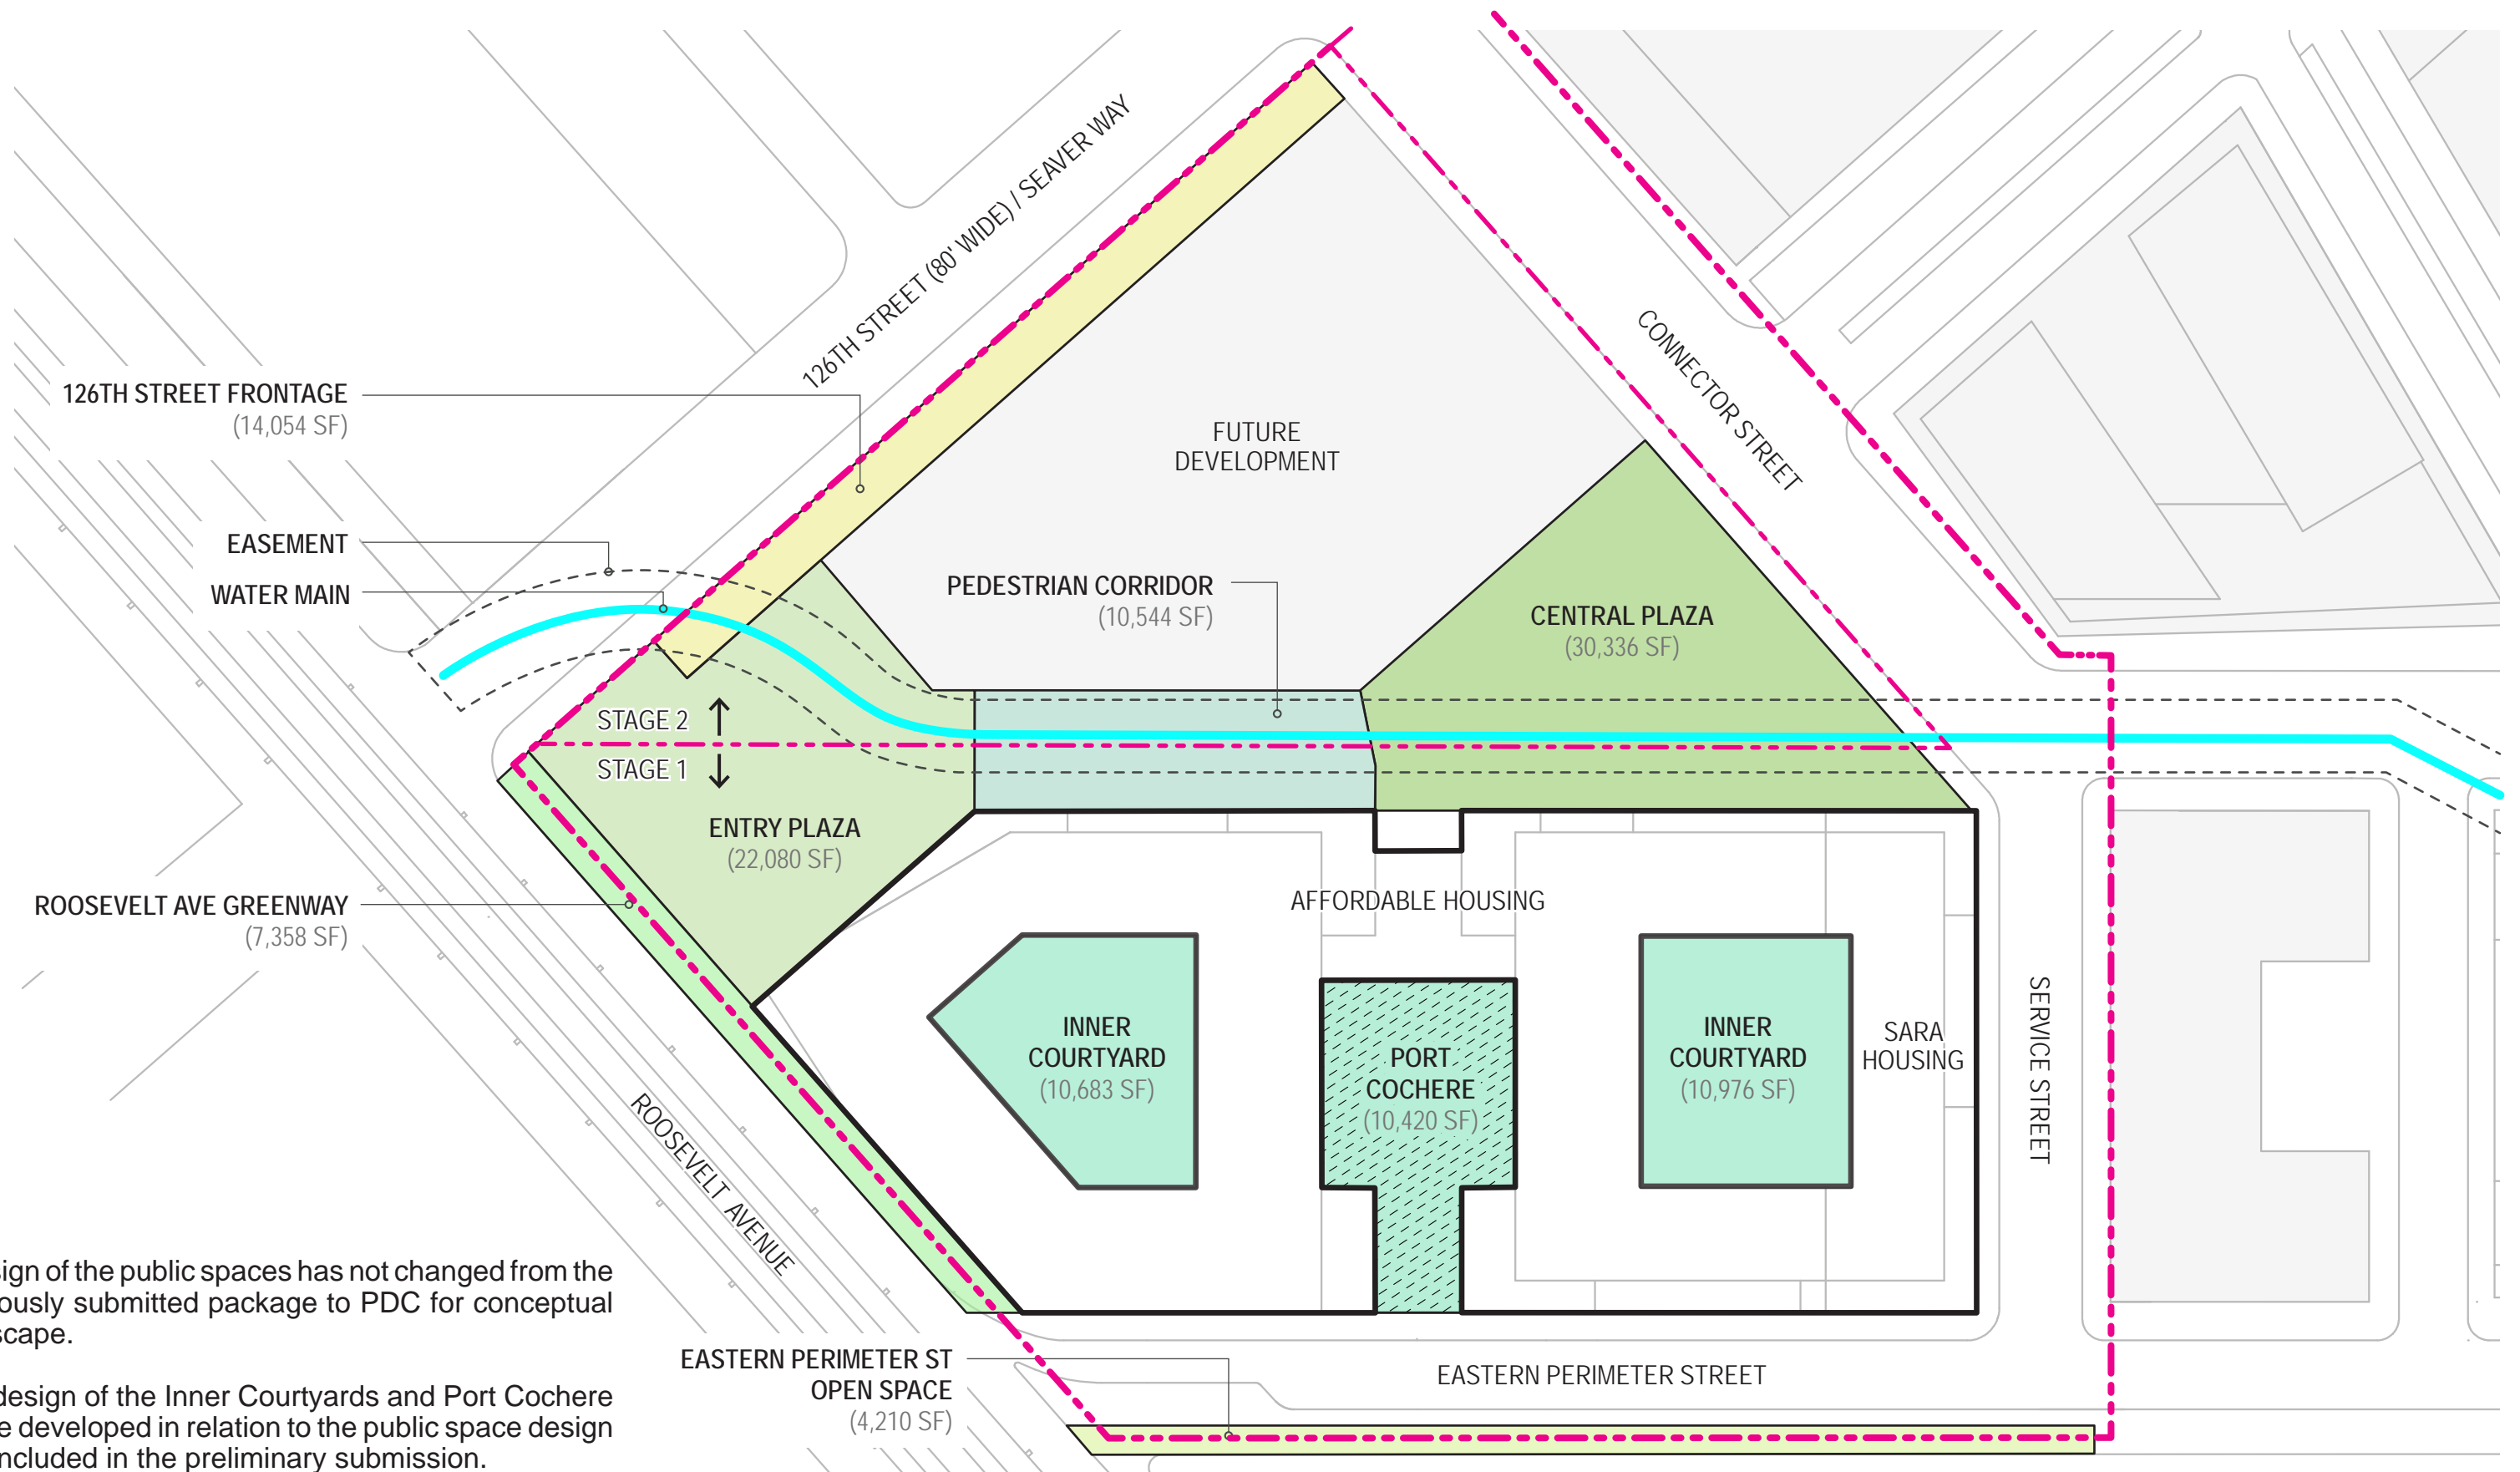 126TH STREET (80' WIDE) / SEAVER WAY
CONNECTOR STREET
126TH STREET FRONTAGE
(14,054 SF)
FUTURE
DEVELOPMENT
EASEMENT
WATER MAIN
PEDESTRIAN CORRIDOR
(10,544 SF)
CENTRAL PLAZA
(30,336 SF)
STAGE 2
STAGE 1
ENTRY PLAZA
(22,080 SF)
ROOSEVELT AVE GREENWAY
(7,358 SF)
AFFORDABLE HOUSING
INNER
COURTYARD
(10,683 SF)
PORT
COCHERE
(10,420 SF)
INNER
COURTYARD
(10,976 SF)
SARA
HOUSING
SERVICE STREET
ROOSEVELT AVENUE
sign of the public spaces has not changed from the
ously submitted package to PDC for conceptual
scape.
design of the Inner Courtyards and Port Cochere
e developed in relation to the public space design
included in the preliminary submission.
EASTERN PERIMETER ST
OPEN SPACE
(4,210 SF)
EASTERN PERIMETER STREET